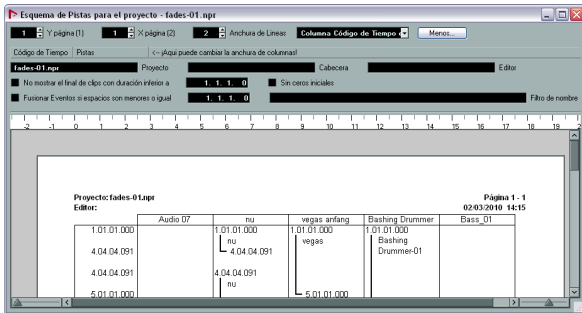 Esquema de Pistas para el proyecto - fades-01.npr
1 Y página (1) 1 X página (2) 2 Anchura de Líneas Columna Código de Tiempo Menos...
Código de Tiempo Pistas <-- ¡Aquí puede cambiar la anchura de columnas!
fades-01.npr Proyecto Cabecera Editor
No mostrar el final de clips con duración inferior a 1. 1. 1. 0 Sin ceros iniciales
Fusionar Eventos si espacios son menores o igual 1. 1. 1. 0 Filtro de nombre
-2 -1 0 1 2 3 4 5 6 7 8 9 10 11 12 13 14 15 16 17 18 19 2
Proyecto: fades-01.npr Página 1 - 1
Editor: 02/03/2010 14:15
Audio 07 nu vegas anfang Bashing Drummer Bass_01
1.01.01.000 1.01.01.000 1.01.01.000 1.01.01.000
nu vegas Bashing
4.04.04.091 4.04.04.091 Drummer-01
4.04.04.091 4.04.04.091
nu
5.01.01.000 5.01.01.000